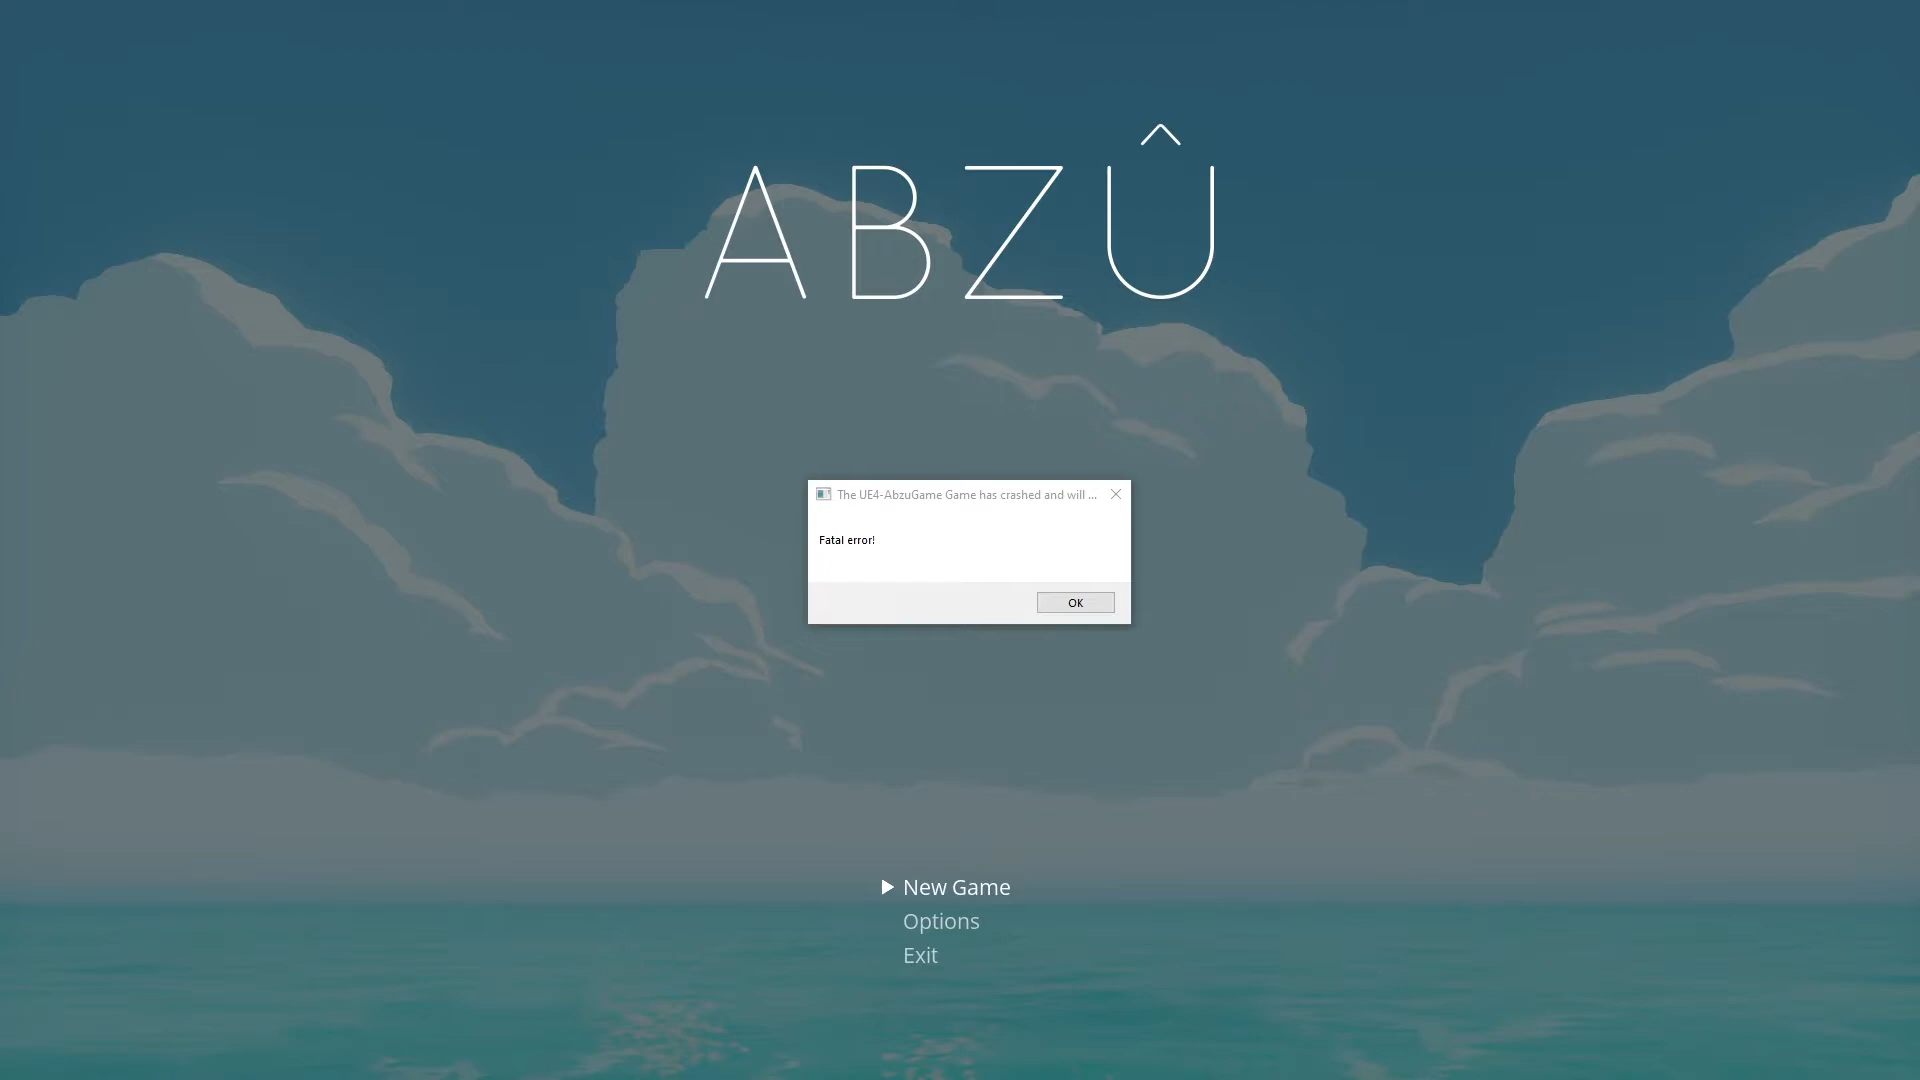 ABZÛ
The UE4-AbzuGame Game has crashed and will ...
Fatal error!
OK
New Game
Options
Exit